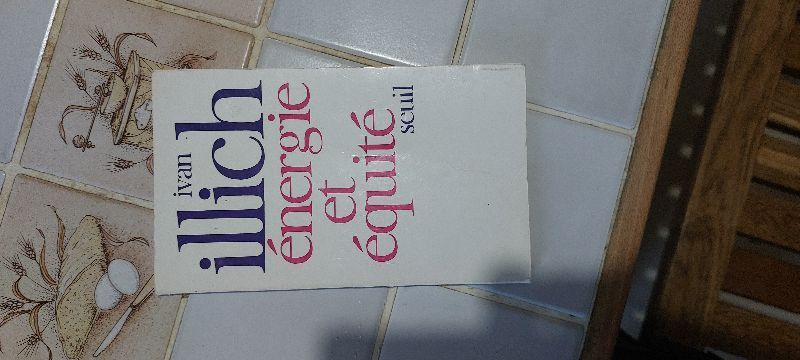 ivan
illich
énergie
et
équité
seuil